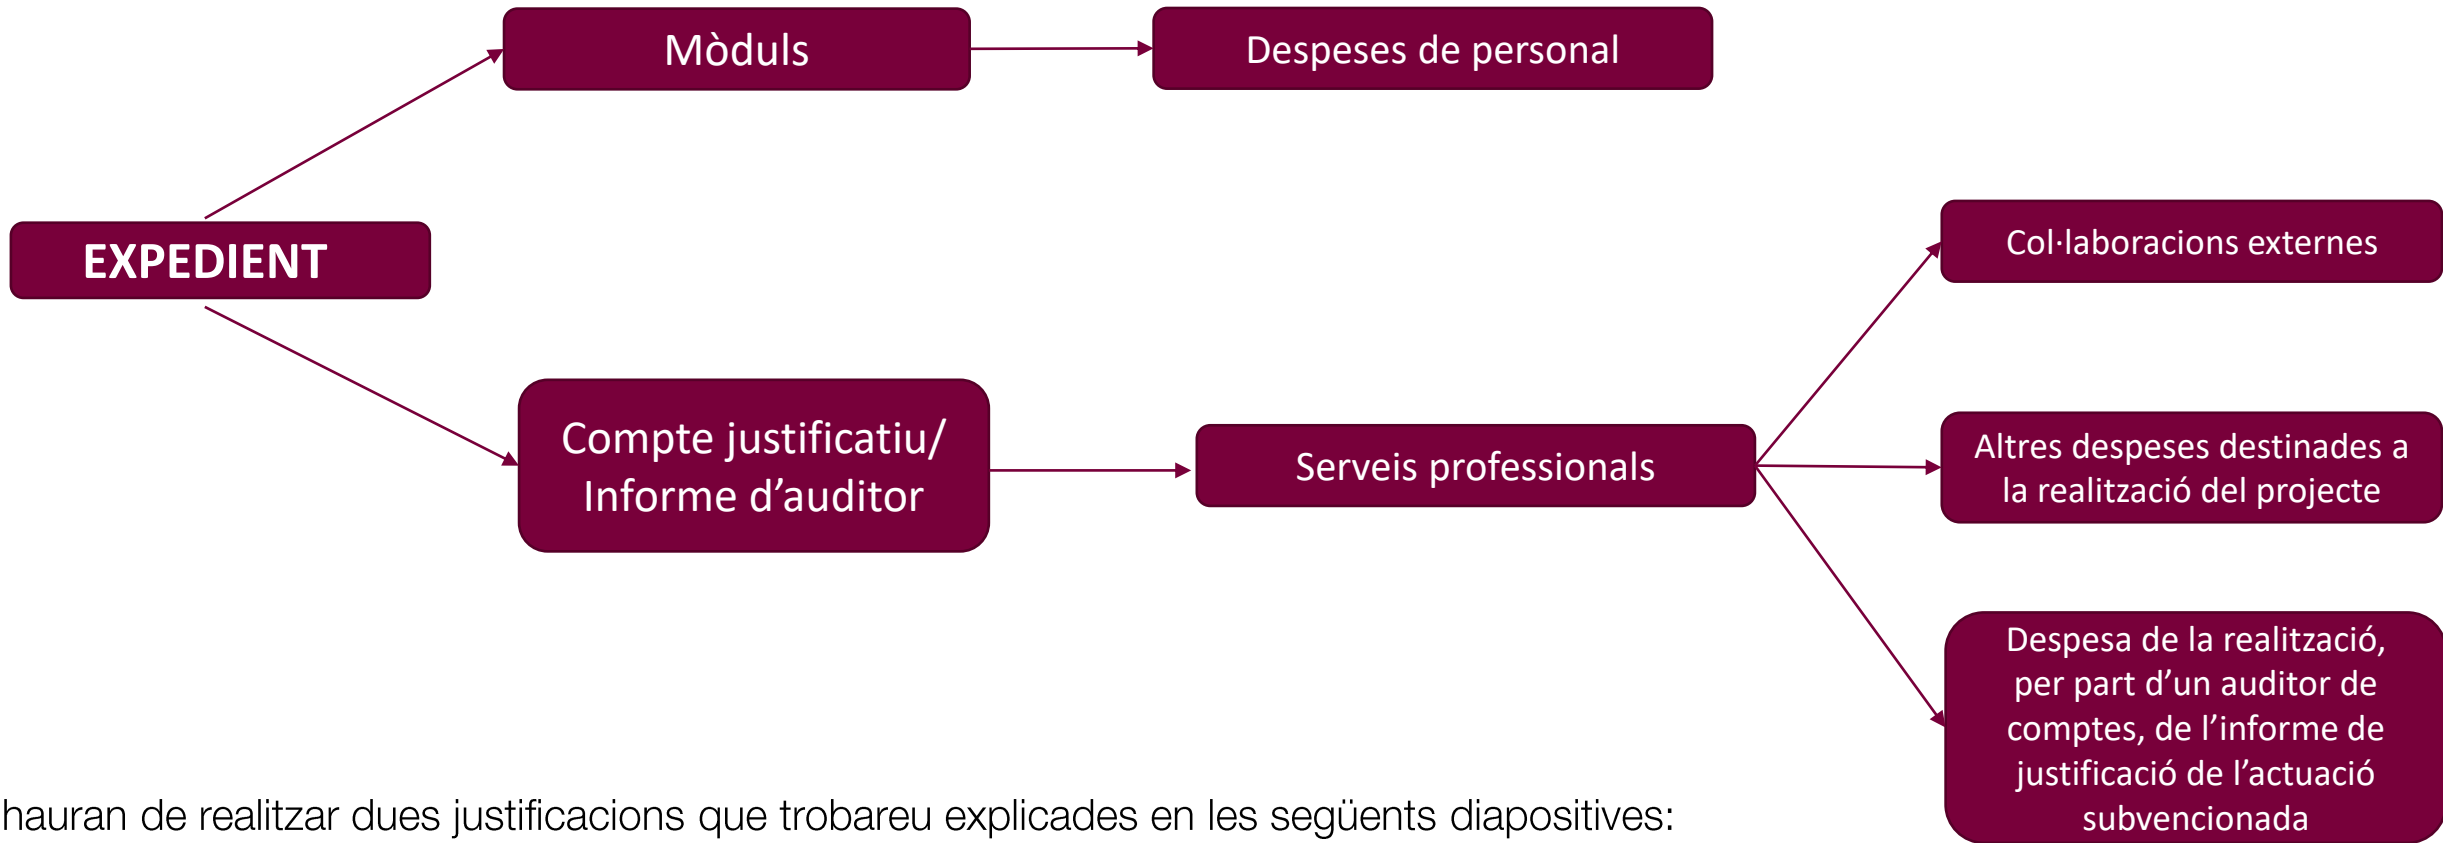 Mòduls
Despeses de personal
EXPEDIENT
Col·laboracions externes
Compte justificatiu/
Informe d’auditor
Serveis professionals
Altres despeses destinades a
la realització del projecte
Despesa de la realització,
per part d’un auditor de
comptes, de l’informe de
justificació de l’actuació
subvencionada
hauran de realitzar dues justificacions que trobareu explicades en les següents diapositives: